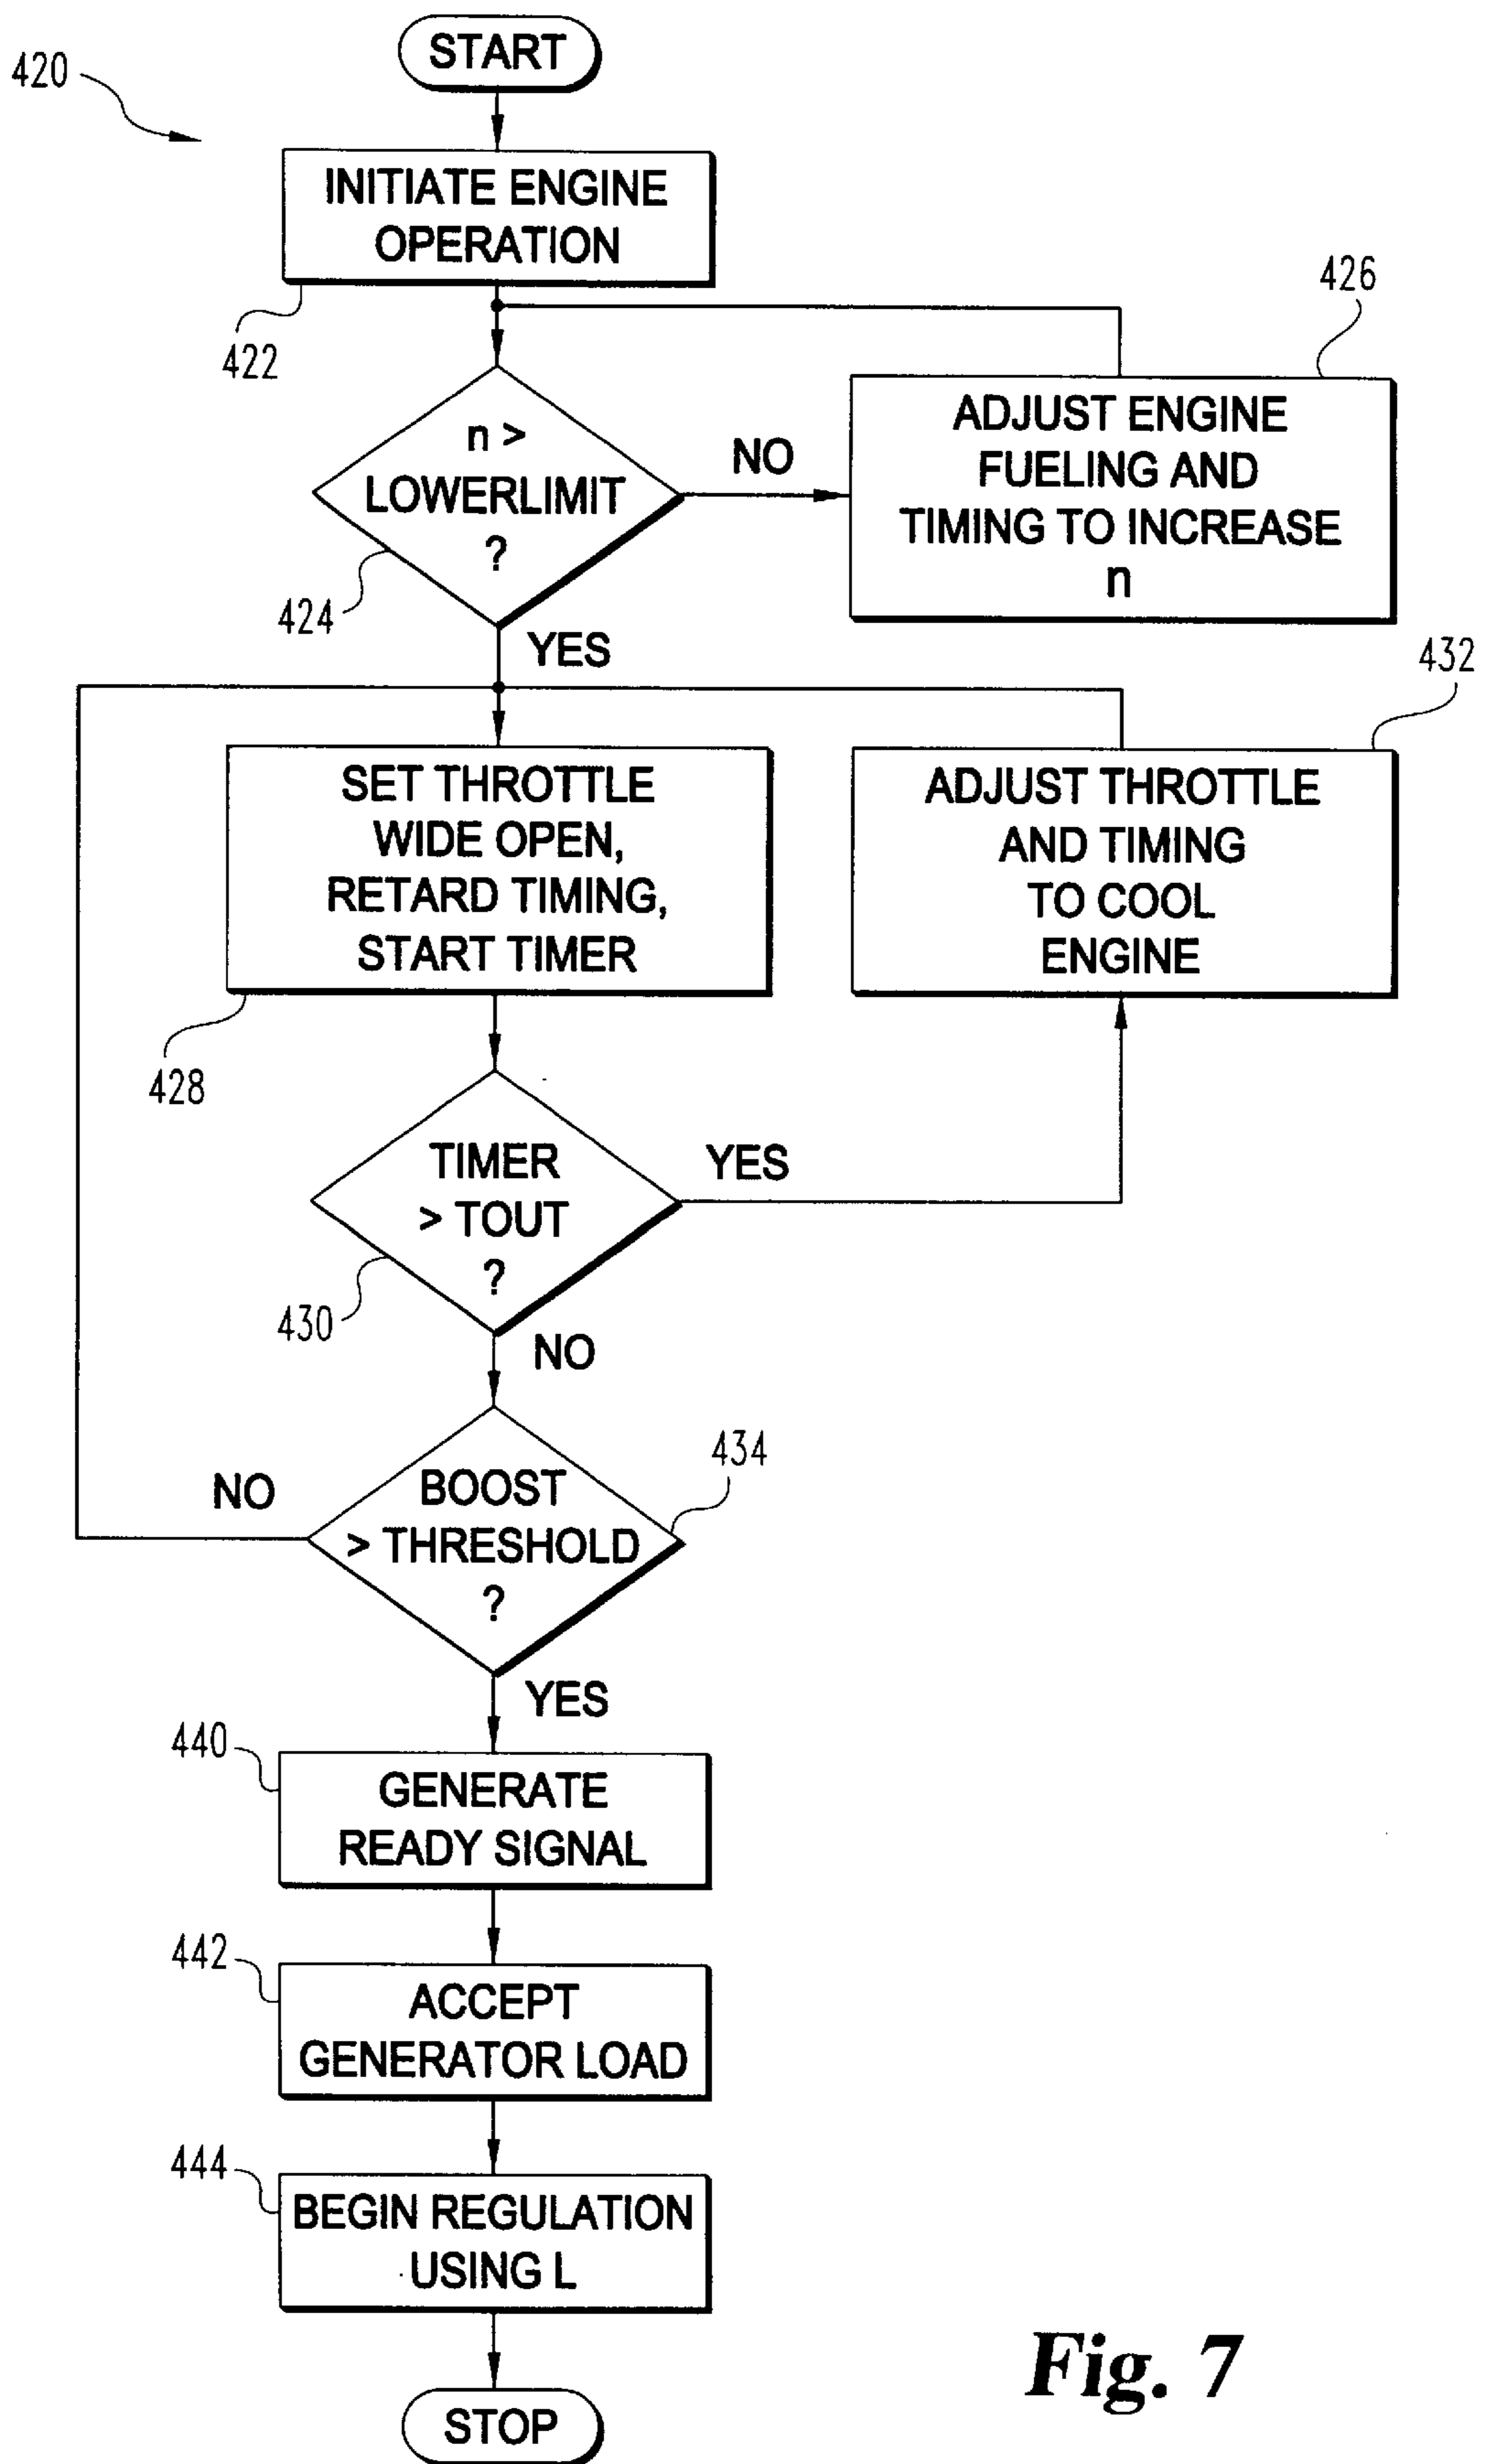 START
420
INITIATE ENGINE
OPERATION
422
426
n >
LOWERLIMIT
?
NO
424
ADJUST ENGINE
FUELING AND
TIMING TO INCREASE
n
YES
432
SET THROTTLE
WIDE OPEN,
RETARD TIMING,
START TIMER
428
ADJUST THROTTLE
AND TIMING
TO COOL
ENGINE
TIMER
> TOUT
?
YES
430
NO
434
NO
BOOST
> THRESHOLD
?
YES
440
GENERATE
READY SIGNAL
442
ACCEPT
GENERATOR LOAD
444
BEGIN REGULATION
USING L
STOP
Fig. 7